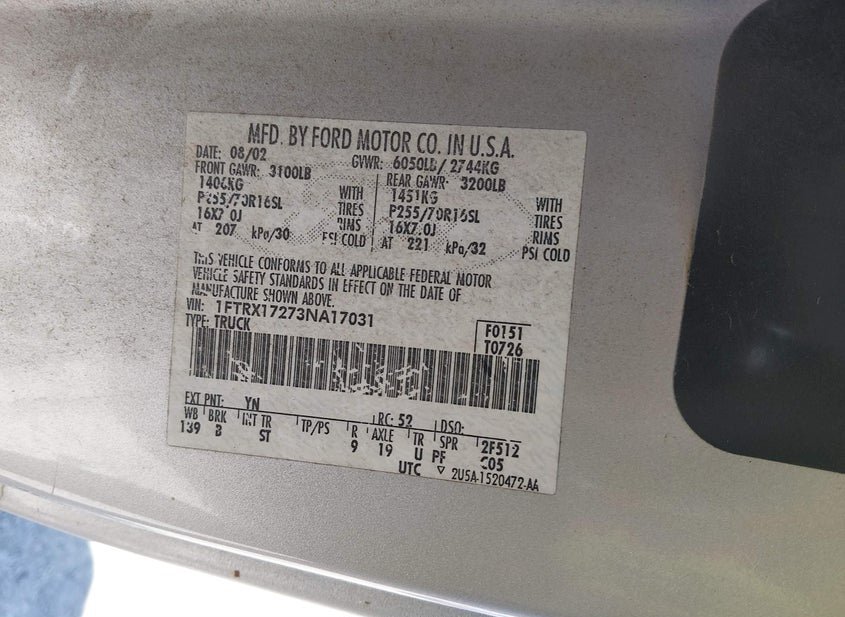 MFD. BY FORD MOTOR CO. IN U.S.A.
DATE: 08/02 GVWR: 6050LB/ 2744KG
FRONT GAWR: 3100LB REAR GAWR: 3200LB
1406KG WITH 1451KG WITH
P255/70R16SL TIRES P255/70R16SL TIRES
16X7.0J RIMS 16X7.0J RIMS
AT 207 kPa/30 PSI COLD AT 221 kPa/32 PSI COLD
THIS VEHICLE CONFORMS TO ALL APPLICABLE FEDERAL MOTOR
VEHICLE SAFETY STANDARDS IN EFFECT ON THE DATE OF
MANUFACTURE SHOWN ABOVE.
VIN: 1FTRX17273NA17031 F0151
TYPE: TRUCK T0726
EXT PNT: YN RC: 52 DSO:
WB BRK INT TR TP/PS R AXLE TR SPR 2F512
139 B ST 9 19 U PF C05
UTC ▽ 2U5A-1520472-AA